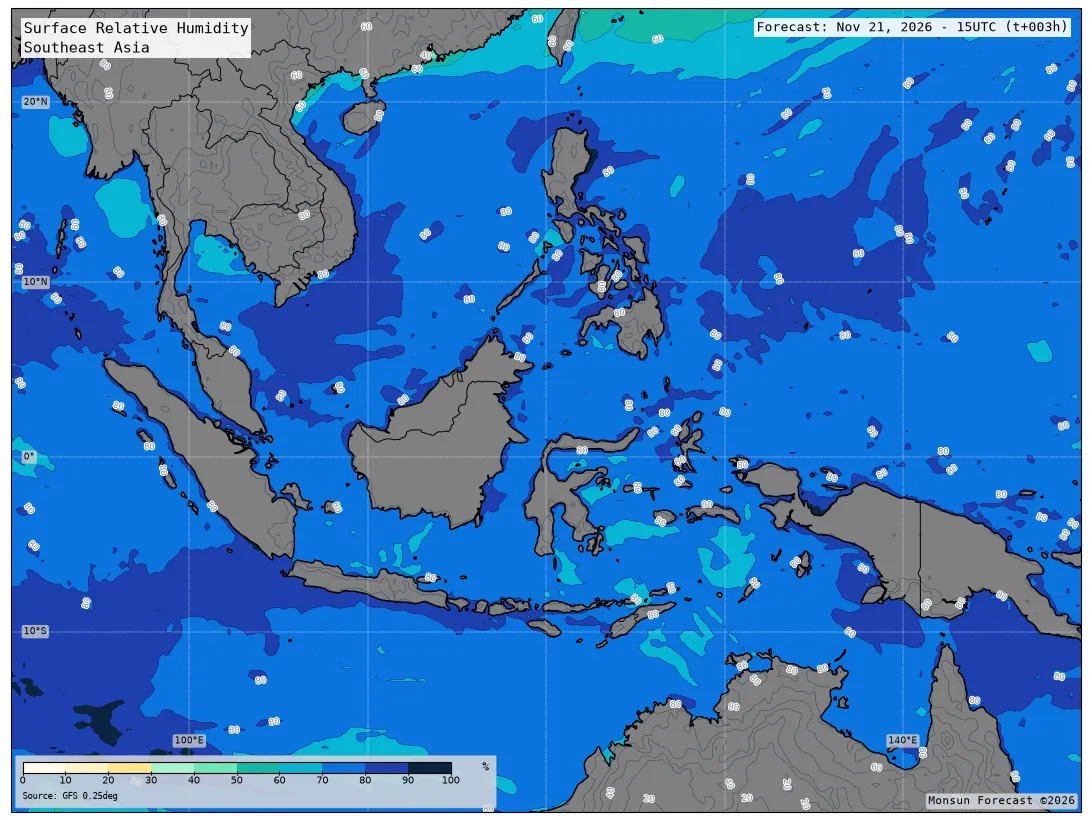 Surface Relative Humidity
Southeast Asia
Forecast: Nov 21, 2026 - 15UTC (t+003h)
20°N
10°N
0°
10°S
100°E
140°E
%
0 10 20 30 40 50 60 70 80 90 100
Source: GFS 0.25deg
Monsun Forecast ©2026